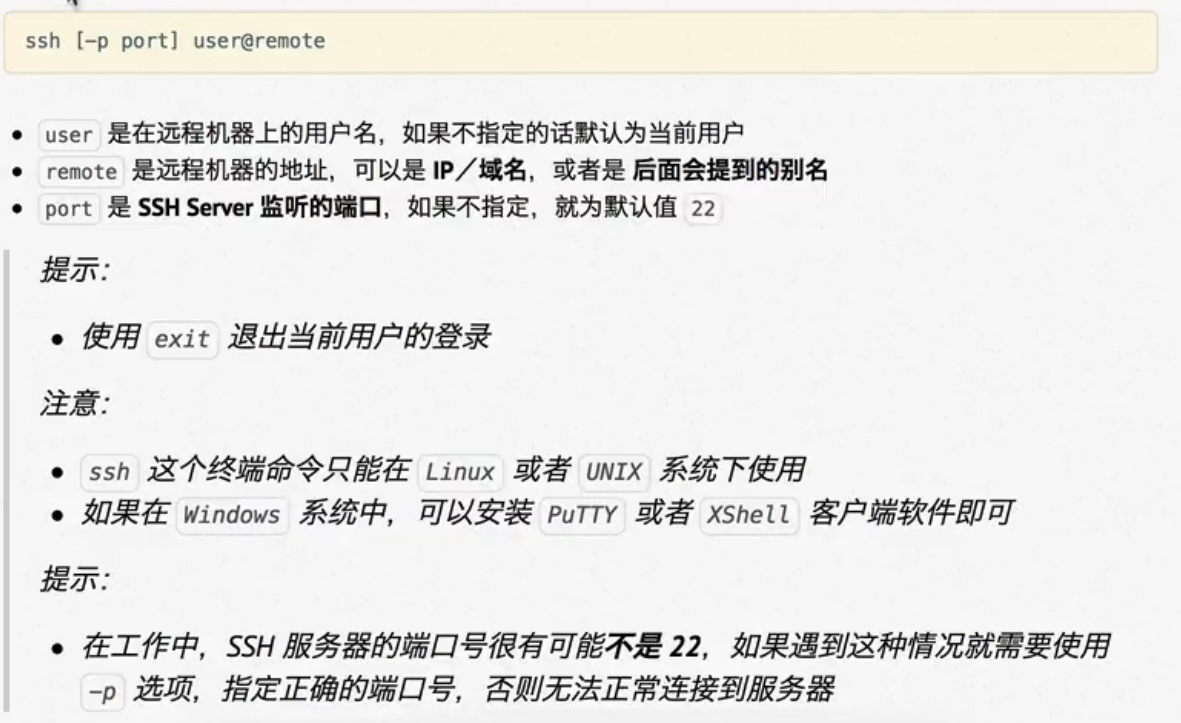 ssh [-p port] user@remote
user 是在远程机器上的用户名，如果不指定的话默认为当前用户
remote 是远程机器的地址，可以是 IP／域名，或者是 后面会提到的别名
port 是 SSH Server 监听的端口，如果不指定，就为默认值 22
提示：
使用 exit 退出当前用户的登录
注意：
ssh 这个终端命令只能在 Linux 或者 UNIX 系统下使用
如果在 Windows 系统中，可以安装 PuTTY 或者 XShell 客户端软件即可
提示：
在工作中，SSH 服务器的端口号很有可能不是 22，如果遇到这种情况就需要使用
-p 选项，指定正确的端口号，否则无法正常连接到服务器